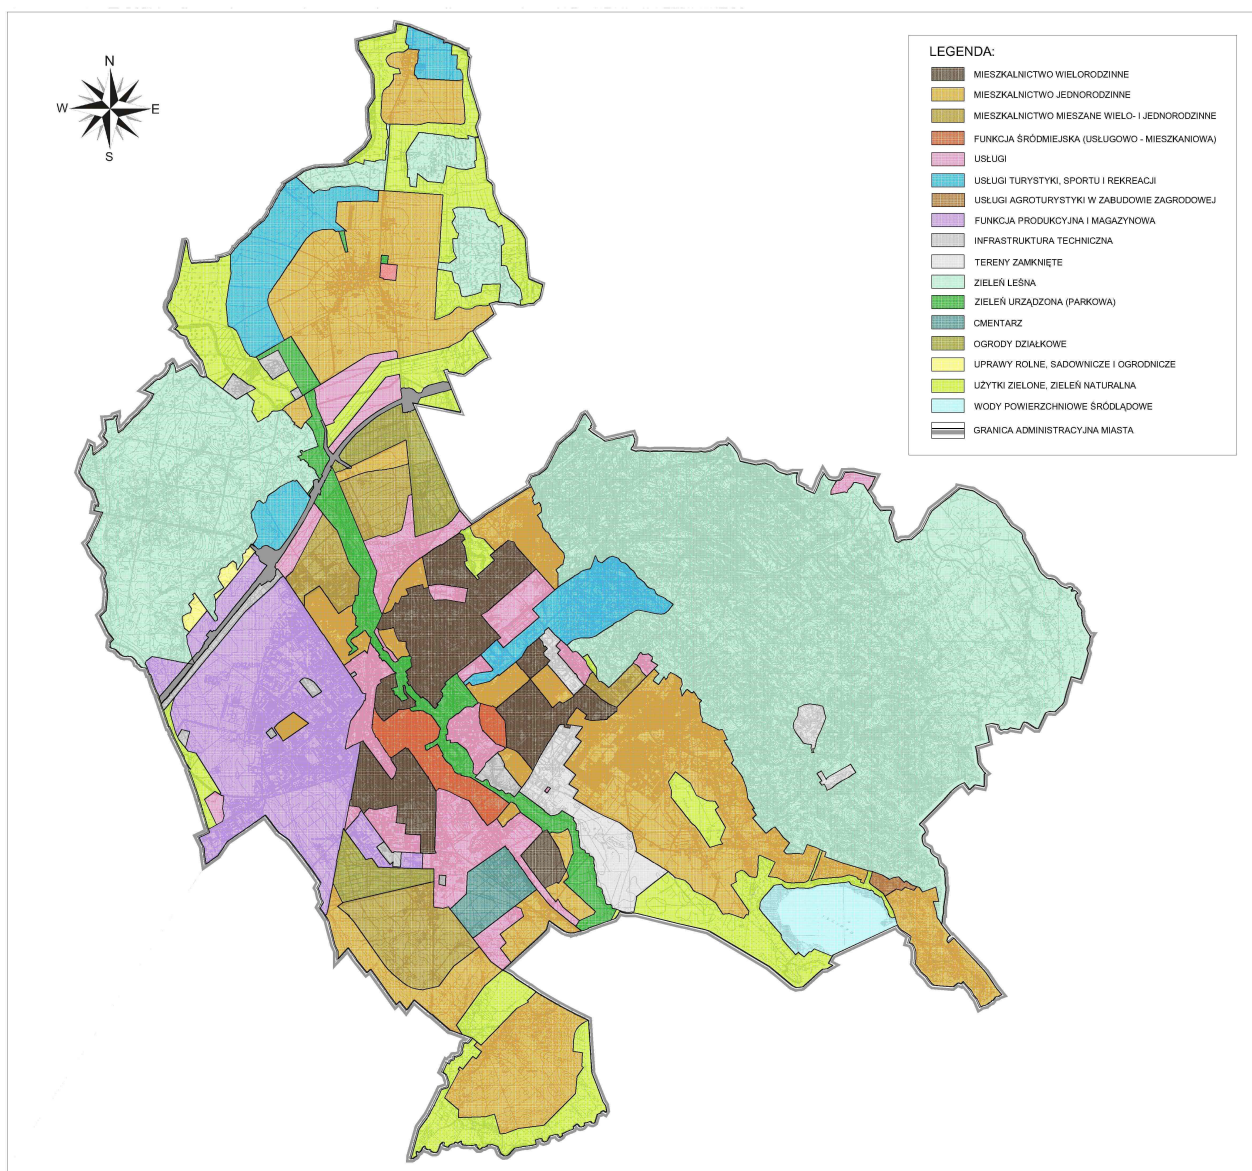 N
W
E
S
LEGENDA:
MIESZKALNICTWO WIELORODZINNE
MIESZKALNICTWO JEDNORODZINNE
MIESZKALNICTWO MIESZANE WIELO- I JEDNORODZINNE
FUNKCJA ŚRÓDMIEJSKA (USŁUGOWO - MIESZKANIOWA)
USŁUGI
USŁUGI TURYSTYKI, SPORTU I REKREACJI
USŁUGI AGROTURYSTYKI W ZABUDOWIE ZAGRODOWEJ
FUNKCJA PRODUKCYJNA I MAGAZYNOWA
INFRASTRUKTURA TECHNICZNA
TERENY ZAMKNIĘTE
ZIELEŃ LEŚNA
ZIELEŃ URZĄDZONA (PARKOWA)
CMENTARZ
OGRODY DZIAŁKOWE
UPRAWY ROLNE, SADOWNICZE I OGRODNICZE
UŻYTKI ZIELONE, ZIELEŃ NATURALNA
WODY POWIERZCHNIOWE ŚRÓDLĄDOWE
GRANICA ADMINISTRACYJNA MIASTA